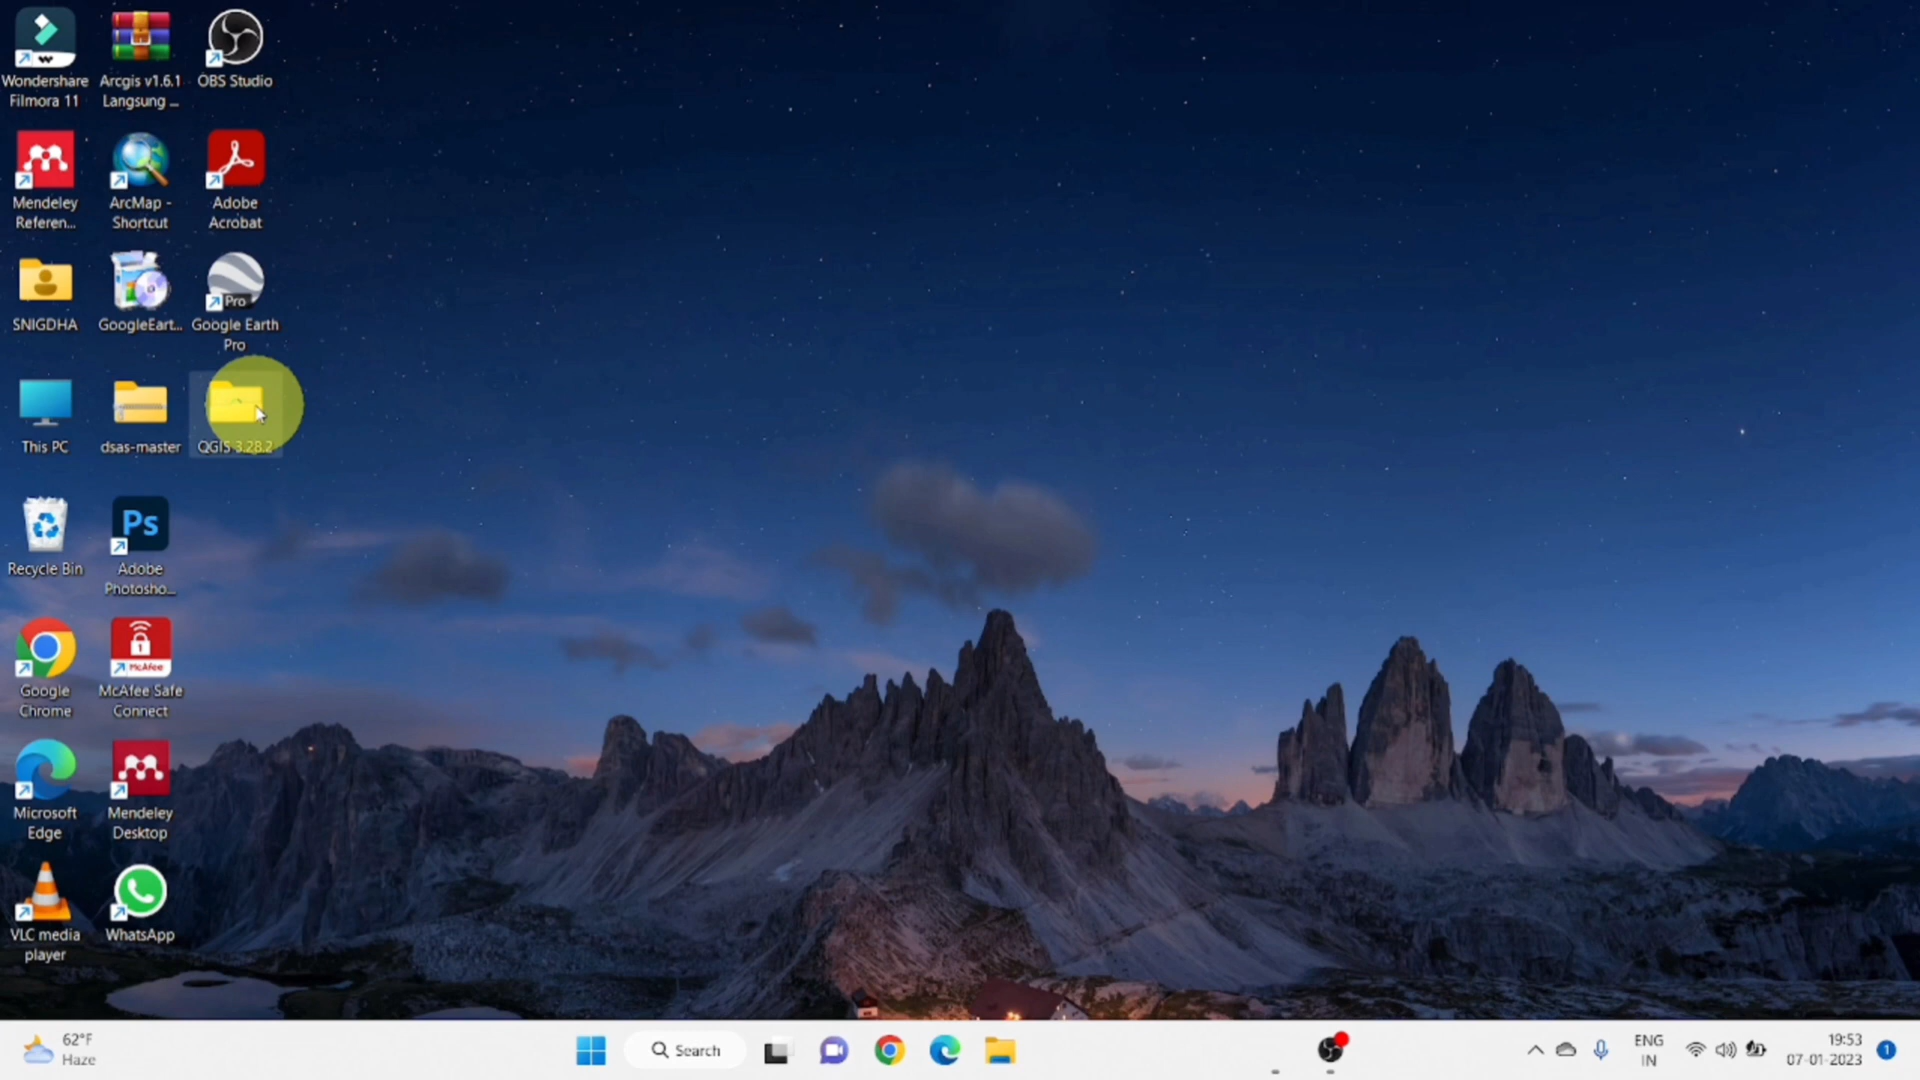 Wondershare
Filmora 11
Arcgis v1.6.1
Langsung ...
OBS Studio
Mendeley
Referen...
ArcMap -
Shortcut
Adobe
Acrobat
SNIGDHA
GoogleEart...
Pro
Google Earth
Pro
This PC
dsas-master
QGIS 3.28.2
Recycle Bin
Ps
Adobe
Photosho...
Google
Chrome
McAfee
McAfee Safe
Connect
Microsoft
Edge
Mendeley
Desktop
VLC media
player
WhatsApp
62°F
Haze
Search
ENG
IN
19:53
07-01-2023
1